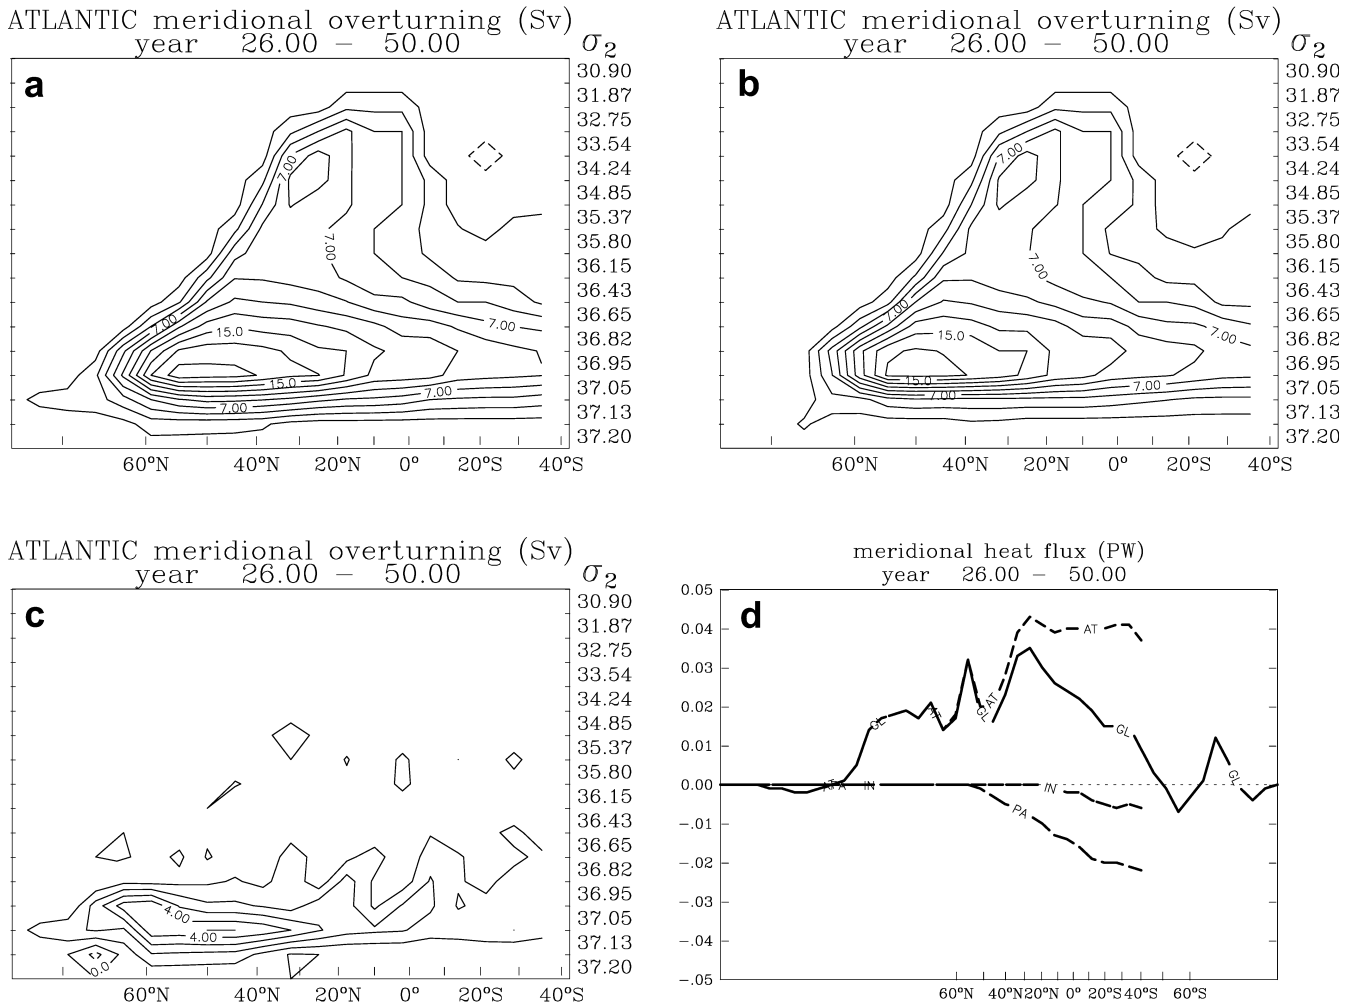 ATLANTIC meridional overturning (Sv)
year 26.00 – 50.00
σ2
a
30.90
31.87
32.75
33.54
34.24
34.85
35.37
35.80
36.15
36.43
36.65
36.82
36.95
37.05
37.13
37.20
7.00
7.00
7.00
7.00
15.0
15.0
7.00
7.00
60°N 40°N 20°N 0° 20°S 40°S
ATLANTIC meridional overturning (Sv)
year 26.00 – 50.00
σ2
b
30.90
31.87
32.75
33.54
34.24
34.85
35.37
35.80
36.15
36.43
36.65
36.82
36.95
37.05
37.13
37.20
7.00
7.00
7.00
7.00
15.0
15.0
7.00
7.00
60°N 40°N 20°N 0° 20°S 40°S
ATLANTIC meridional overturning (Sv)
year 26.00 – 50.00
σ2
c
30.90
31.87
32.75
33.54
34.24
34.85
35.37
35.80
36.15
36.43
36.65
36.82
36.95
37.05
37.13
37.20
4.00
4.00
0.0
60°N 40°N 20°N 0° 20°S 40°S
meridional heat flux (PW)
year 26.00 – 50.00
d
0.05
0.04
0.03
0.02
0.01
0.00
-.01
-.02
-.03
-.04
-.05
AT
AT
GL
GL
AT
GL
GL
AT
PA
IN
IN
PA
60°N 40°N 20°N 0° 20°S 40°S 60°S